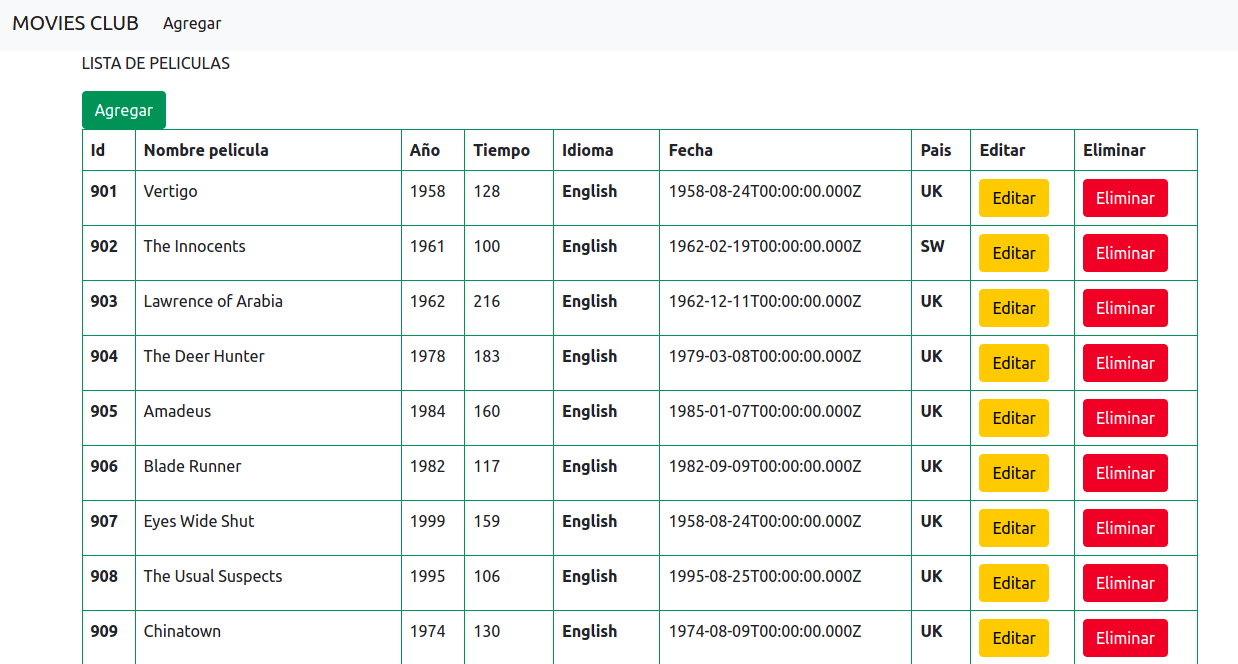 MOVIES CLUB Agregar
LISTA DE PELICULAS
Agregar
Id Nombre pelicula Año Tiempo Idioma Fecha Pais Editar Eliminar
901 Vertigo 1958 128 English 1958-08-24T00:00:00.000Z UK Editar Eliminar
902 The Innocents 1961 100 English 1962-02-19T00:00:00.000Z SW Editar Eliminar
903 Lawrence of Arabia 1962 216 English 1962-12-11T00:00:00.000Z UK Editar Eliminar
904 The Deer Hunter 1978 183 English 1979-03-08T00:00:00.000Z UK Editar Eliminar
905 Amadeus 1984 160 English 1985-01-07T00:00:00.000Z UK Editar Eliminar
906 Blade Runner 1982 117 English 1982-09-09T00:00:00.000Z UK Editar Eliminar
907 Eyes Wide Shut 1999 159 English 1958-08-24T00:00:00.000Z UK Editar Eliminar
908 The Usual Suspects 1995 106 English 1995-08-25T00:00:00.000Z UK Editar Eliminar
909 Chinatown 1974 130 English 1974-08-09T00:00:00.000Z UK Editar Eliminar